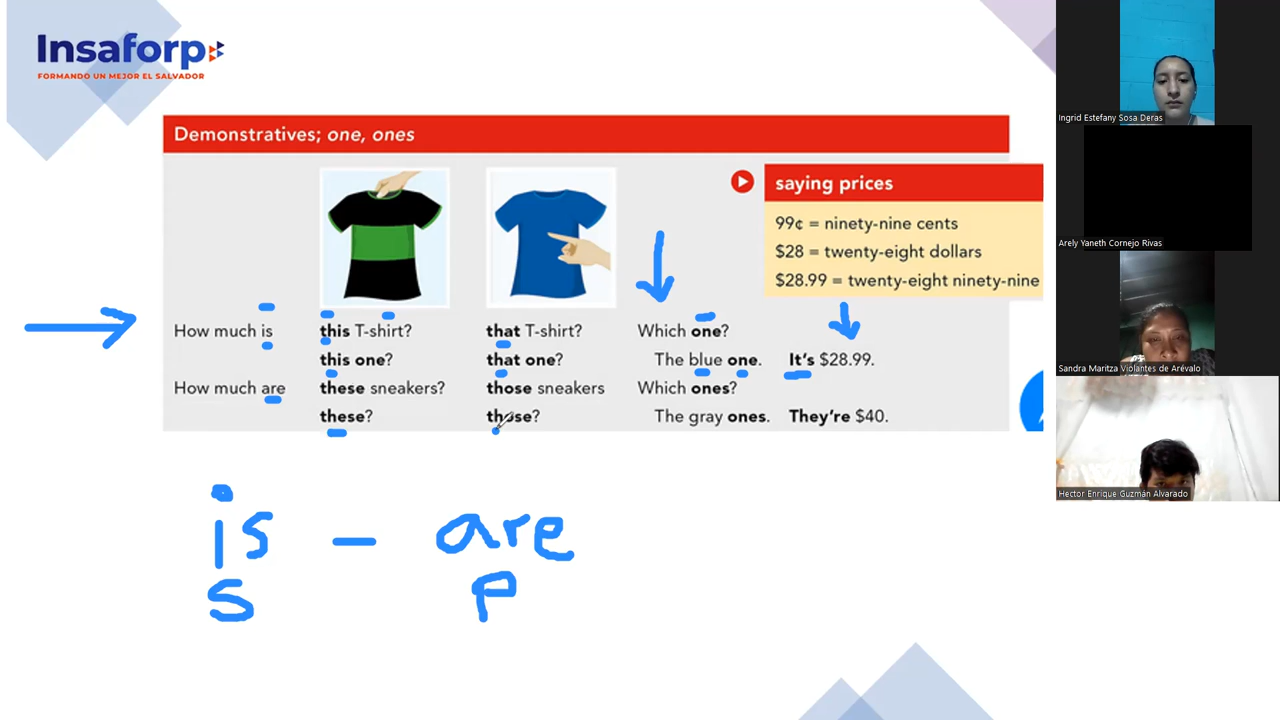 Insaforp
FORMANDO UN MEJOR EL SALVADOR
Demonstratives; one, ones
saying prices
99¢ = ninety-nine cents
$28 = twenty-eight dollars
$28.99 = twenty-eight ninety-nine
How much is this T-shirt? that T-shirt? Which one?
this one? that one? The blue one. It's $28.99.
How much are these sneakers? those sneakers Which ones?
these? those? The gray ones. They're $40.
is – are
S P
Ingrid Estefany Sosa Deras
Arely Yaneth Cornejo Rivas
Sandra Maritza Violantes de Arévalo
Hector Enrique Guzmán Alvarado